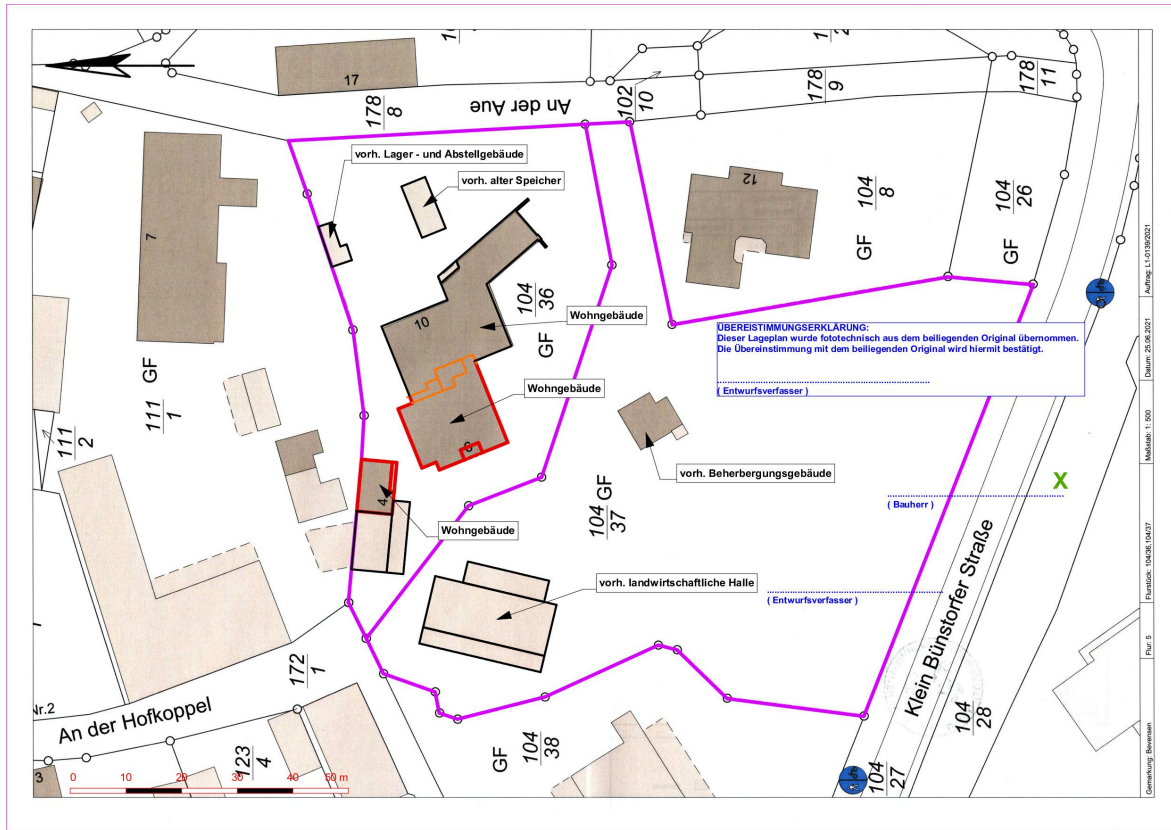 17
178
8
An der Aue
102
10
178
9
178
11
vorh. Lager - und Abstellgebäude
vorh. alter Speicher
7
12
104
8
GF
104
26
GF
104
36
GF
10
Wohngebäude
Wohngebäude
111
1
GF
111
2
ÜBEREISTIMMUNGSERKLÄRUNG:
Dieser Lageplan wurde fototechnisch aus dem beiliegenden Original übernommen.
Die Übereinstimmung mit dem beiliegenden Original wird hiermit bestätigt.
( Entwurfsverfasser )
vorh. Beherbergungsgebäude
4
Wohngebäude
104
37
GF
X
( Bauherr )
vorh. landwirtschaftliche Halle
( Entwurfsverfasser )
Klein Bünstorfer Straße
172
1
Nr.2
An der Hofkoppel
123
4
3
GF
104
38
104
28
104
27
0 10 20 30 40 50 m
Gemarkung: Bevensen
Flur: 5
Flurstück: 104/36,104/37
Maßstab: 1: 500
Datum: 25.06.2021
Auftrag: L1-0139/2021